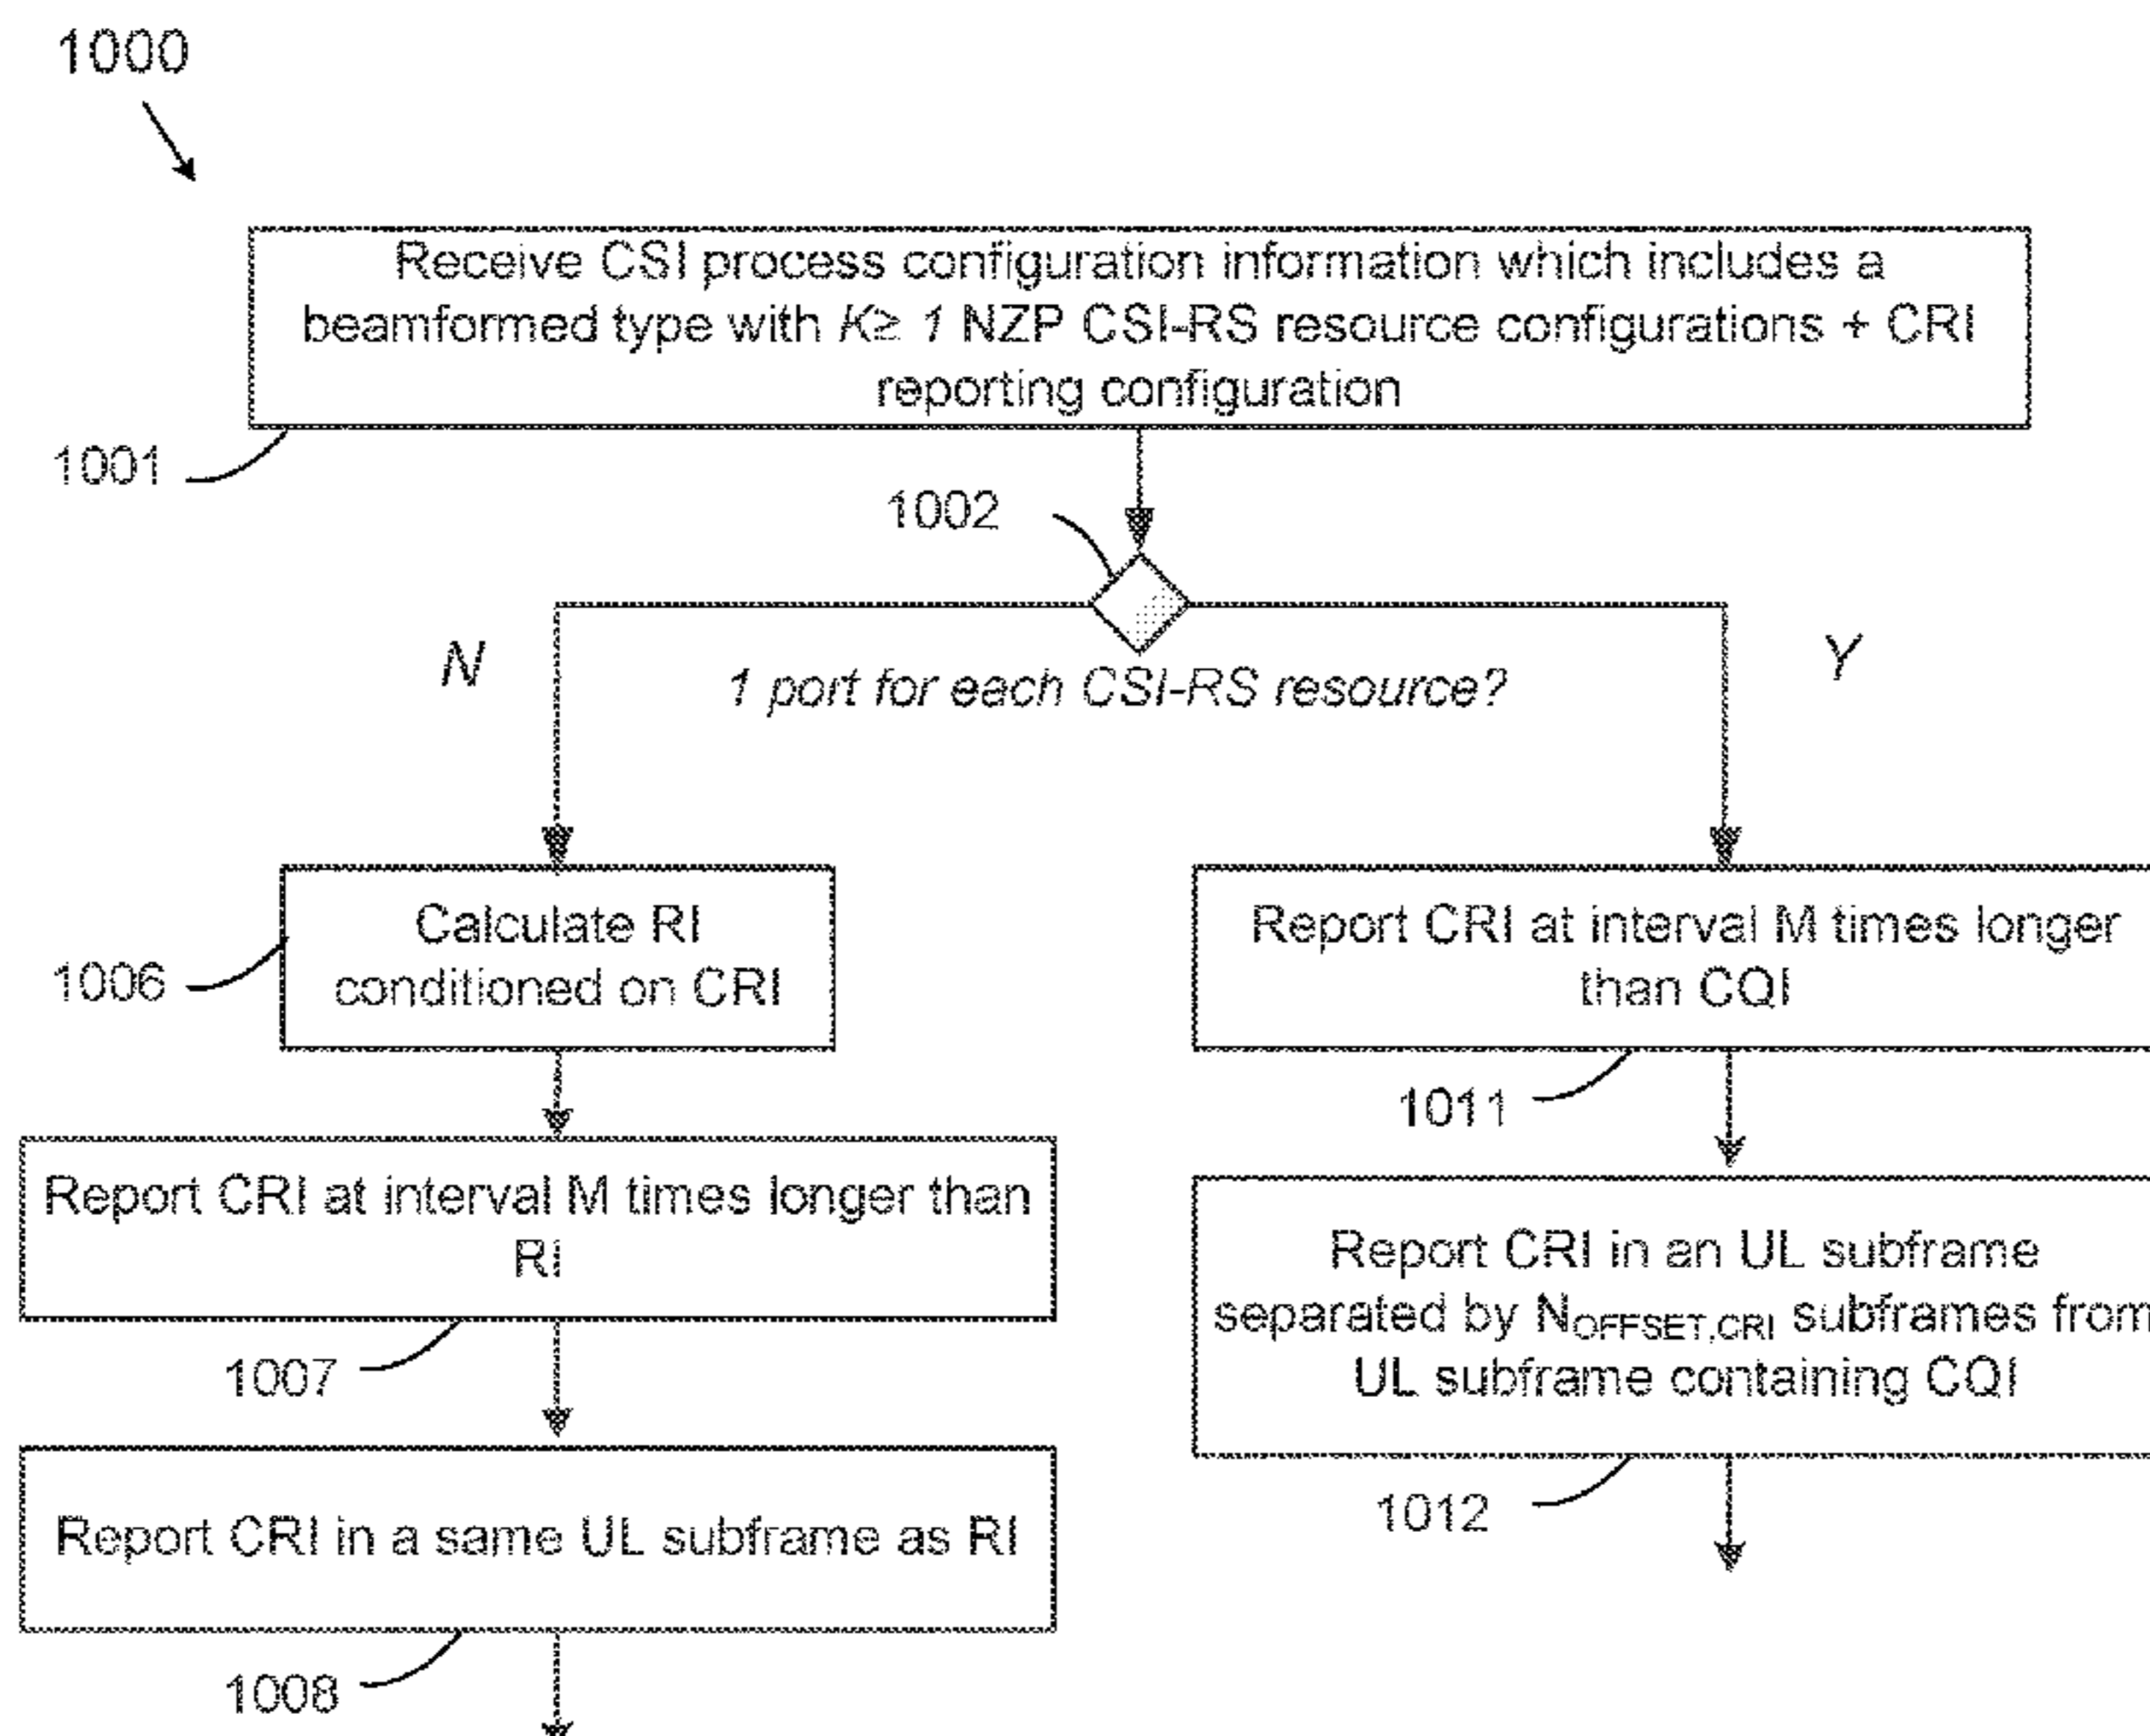 1000
Receive CSI process configuration information which includes a
beamformed type with K≥ 1 NZP CSI-RS resource configurations + CRI
reporting configuration
1001
1002
N
Y
1 port for each CSI-RS resource?
Calculate RI
conditioned on CRI
1006
Report CRI at interval M times longer
than CQI
1011
Report CRI at interval M times longer than
RI
1007
Report CRI in an UL subframe
separated by NOFFSET,CRI subframes from
UL subframe containing CQI
1012
Report CRI in a same UL subframe as RI
1008